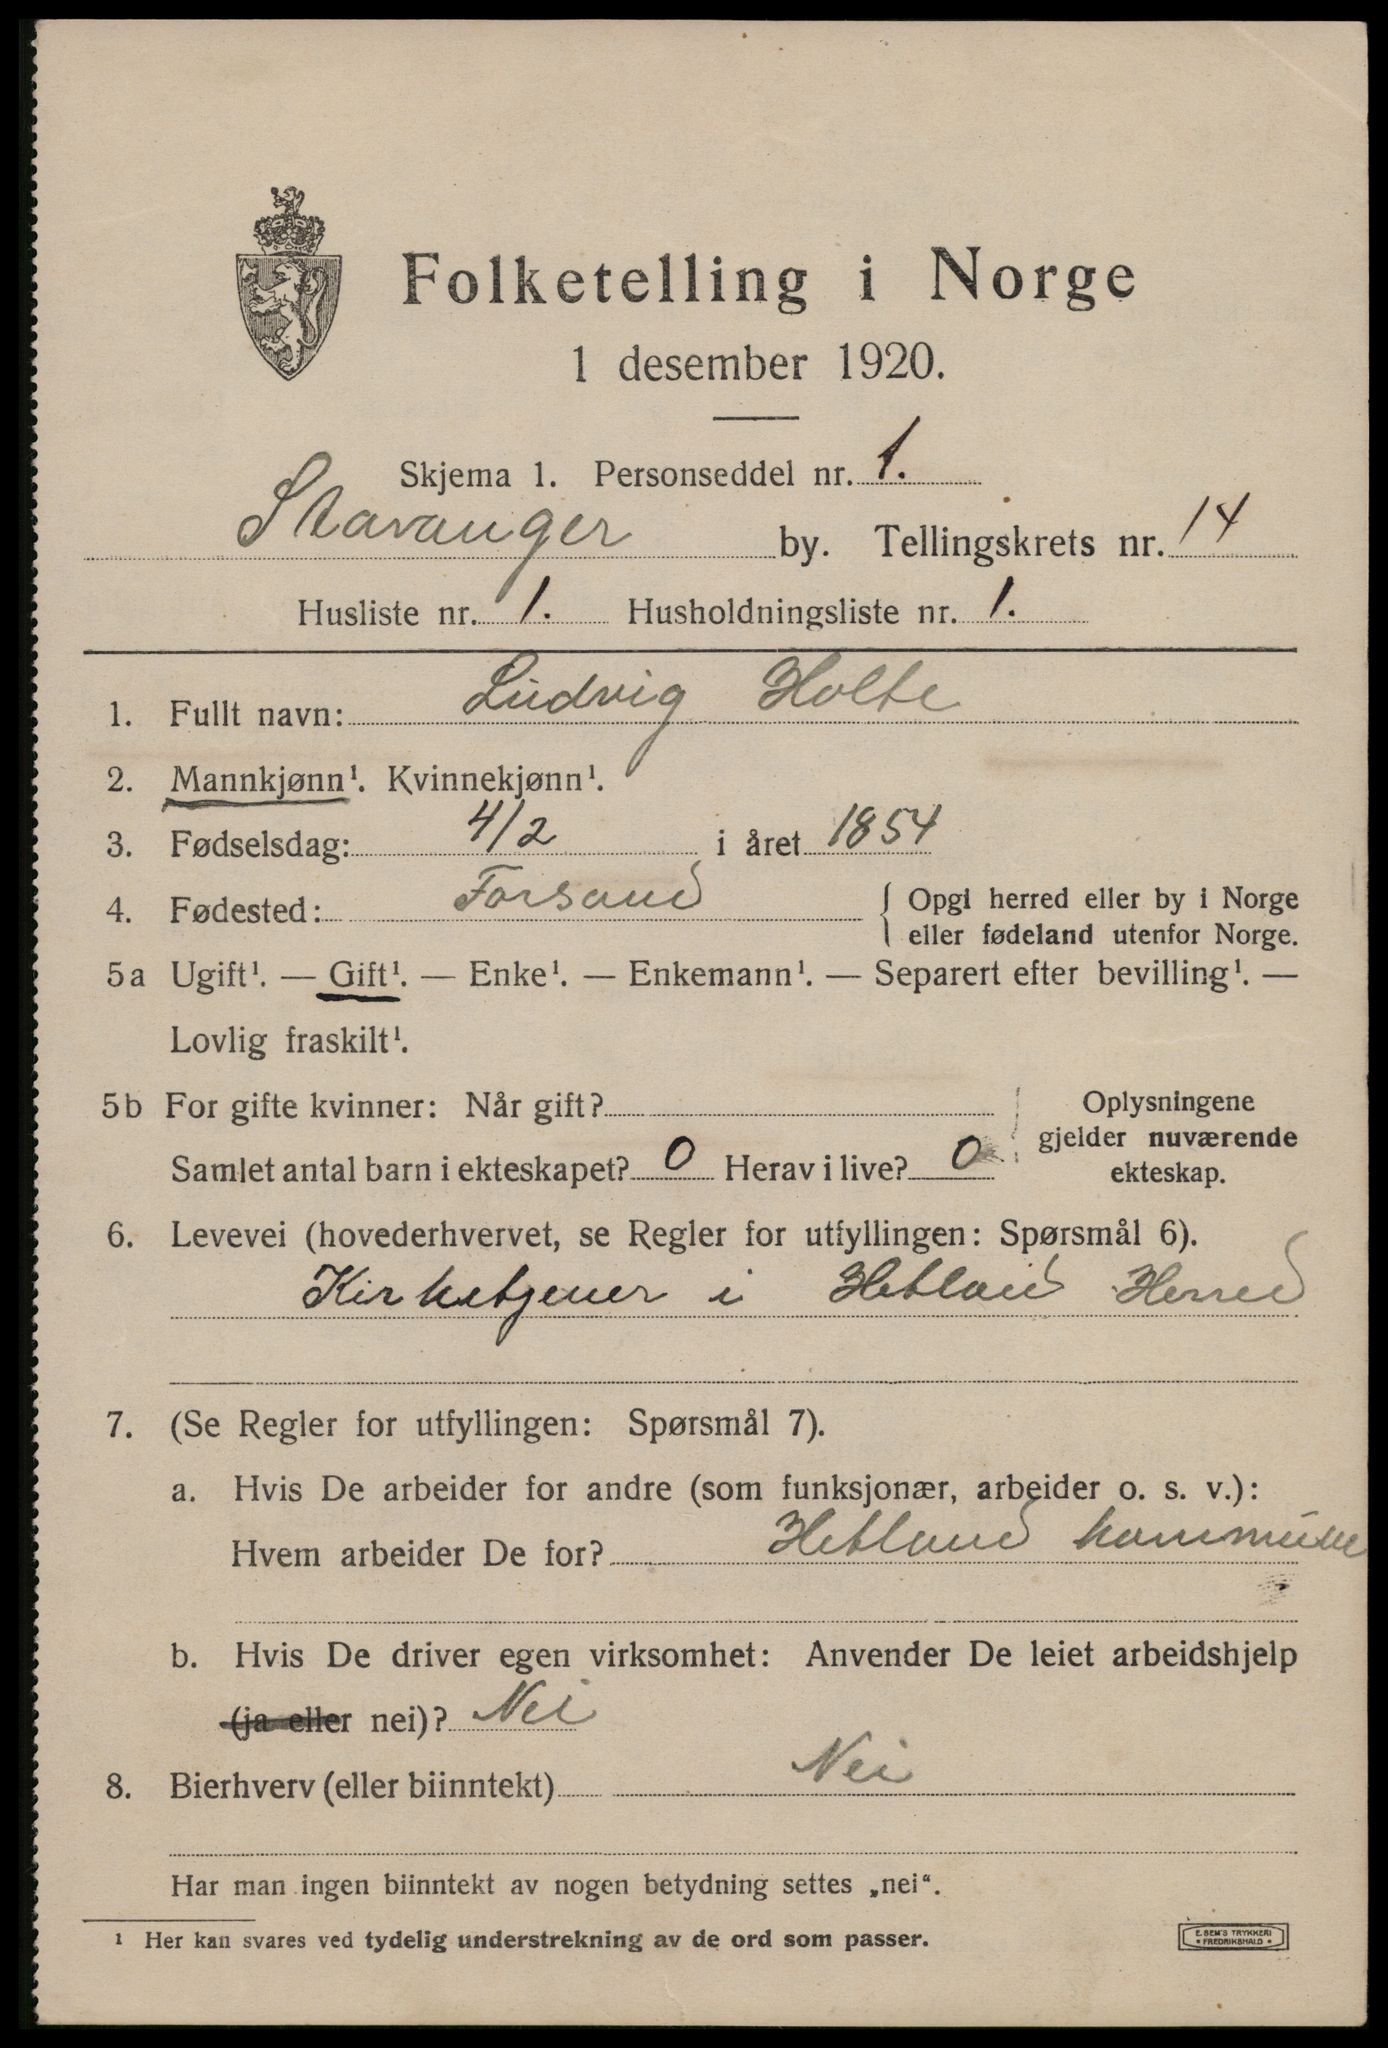 Folketelling i Norge
1 desember 1920.
Skjema 1. Personseddel nr. 1.
Stavanger by. Tellingskrets nr. 14
Husliste nr. 1. Husholdningsliste nr. 1.
1. Fullt navn: Ludvig Holte
2. Mannkjønn¹. Kvinnekjønn¹.
3. Fødselsdag: 4/2 i året 1854
4. Fødested: Forsand { Opgi herred eller by i Norge
eller fødeland utenfor Norge.
5a Ugift¹. — Gift¹. — Enke¹. — Enkemann¹. — Separert efter bevilling¹. —
Lovlig fraskilt¹.
5b For gifte kvinner: Når gift?
Samlet antal barn i ekteskapet? 0 Herav i live? 0
Oplysningene
gjelder nuværende
ekteskap.
6. Levevei (hovederhvervet, se Regler for utfyllingen: Spørsmål 6).
Kirketjener i Hetland Herred
7. (Se Regler for utfyllingen: Spørsmål 7).
a. Hvis De arbeider for andre (som funksjonær, arbeider o. s. v.):
Hvem arbeider De for? Hetland kommune
b. Hvis De driver egen virksomhet: Anvender De leiet arbeidshjelp
(ja eller nei)? Nei
8. Bierhverv (eller biinntekt) Nei
Har man ingen biinntekt av nogen betydning settes „nei“.
¹ Her kan svares ved tydelig understrekning av de ord som passer.
E. SEM'S TRYKKERI
* FREDRIKSHALD *